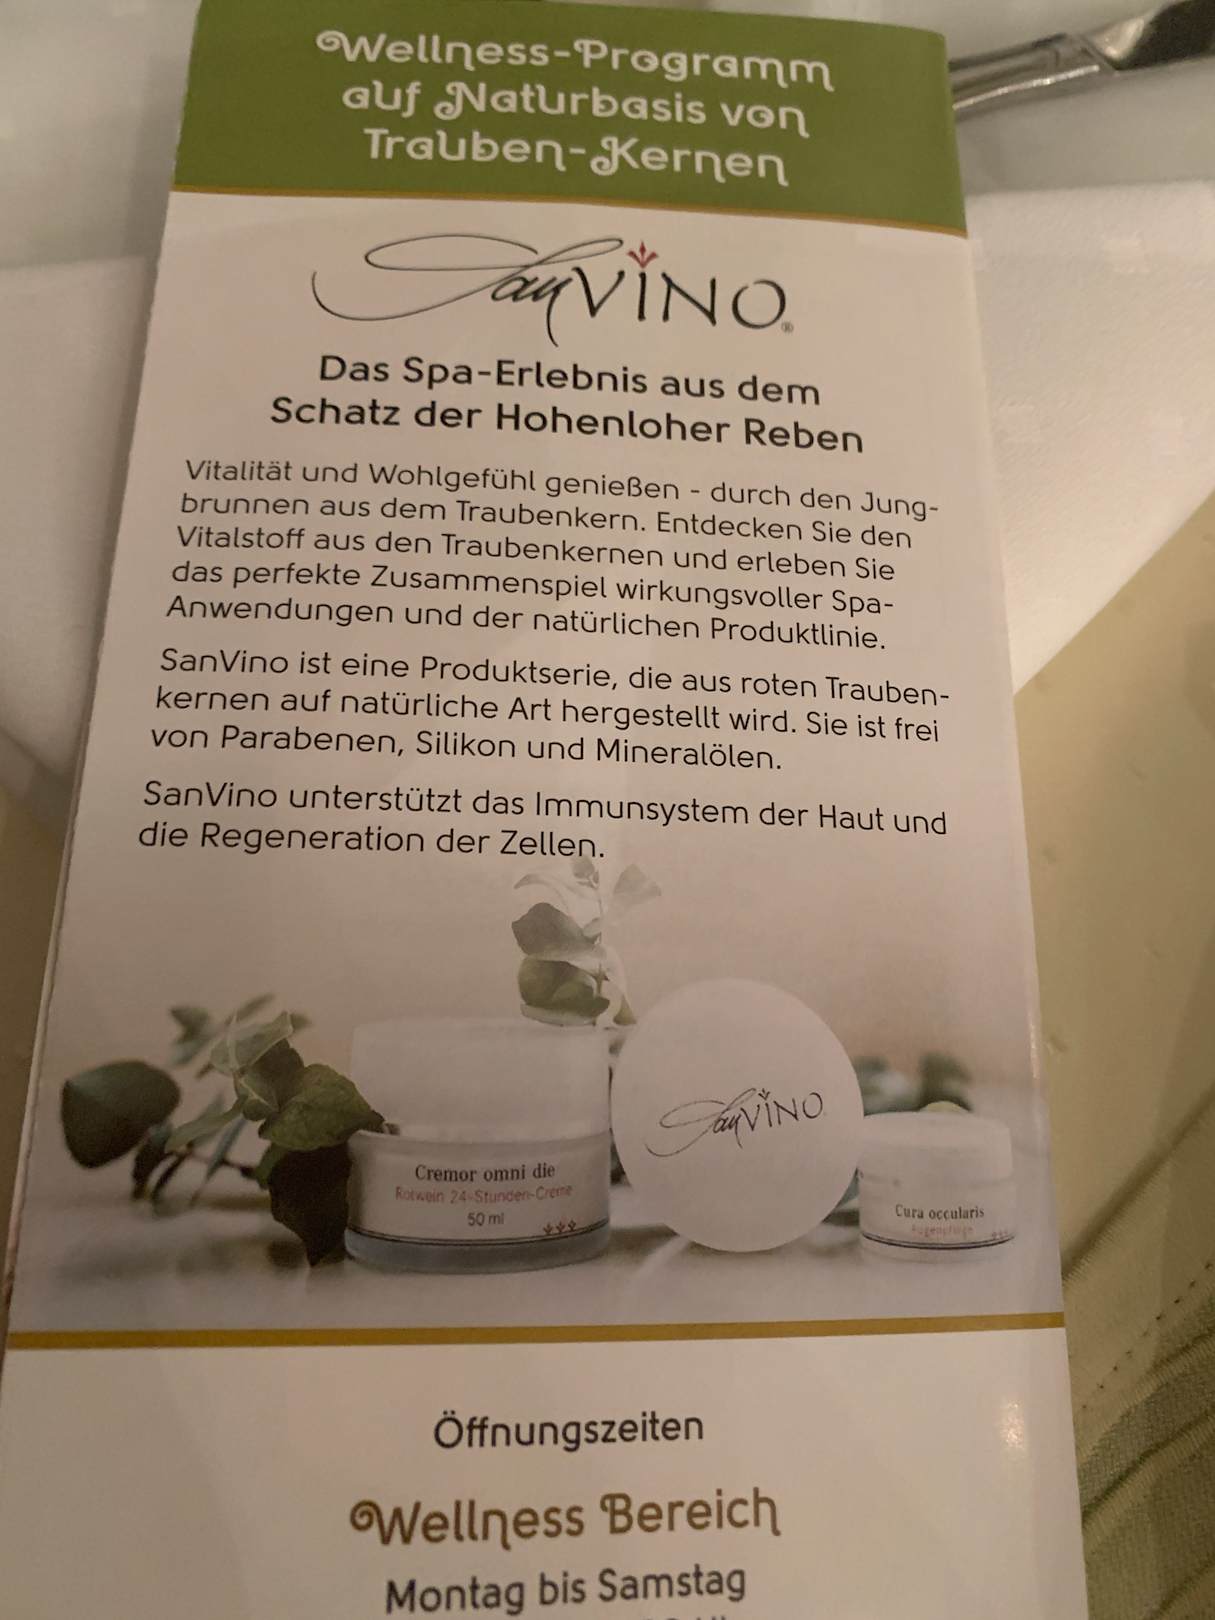 Wellness-Programm
auf Naturbasis von
Trauben-Kernen
SanVINO®
Das Spa-Erlebnis aus dem
Schatz der Hohenloher Reben
Vitalität und Wohlgefühl genießen - durch den Jung-
brunnen aus dem Traubenkern. Entdecken Sie den
Vitalstoff aus den Traubenkernen und erleben Sie
das perfekte Zusammenspiel wirkungsvoller Spa-
Anwendungen und der natürlichen Produktlinie.
SanVino ist eine Produktserie, die aus roten Trauben-
kernen auf natürliche Art hergestellt wird. Sie ist frei
von Parabenen, Silikon und Mineralölen.
SanVino unterstützt das Immunsystem der Haut und
die Regeneration der Zellen.
SanVINO
Cremor omni die
Rotwein 24-Stunden-Creme
50 ml
Cura occularis
Augenpflege
Öffnungszeiten
Wellness Bereich
Montag bis Samstag